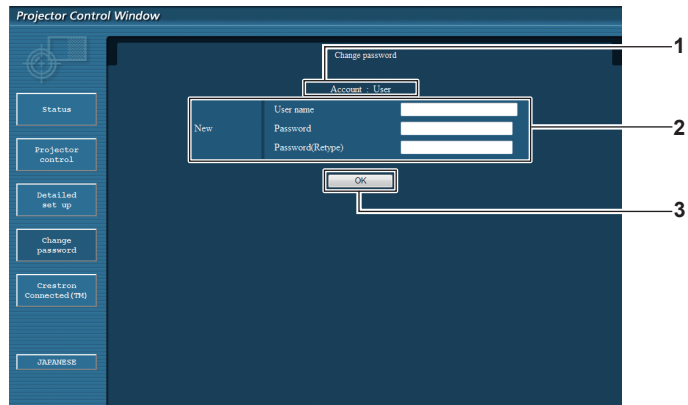 Projector Control Window
1
Change password
Account : User
Status
User name
New
Password
2
Password(Retype)
Projector
control
OK
Detailed
set up
3
Change
password
Crestron
Connected(TM)
JAPANESE